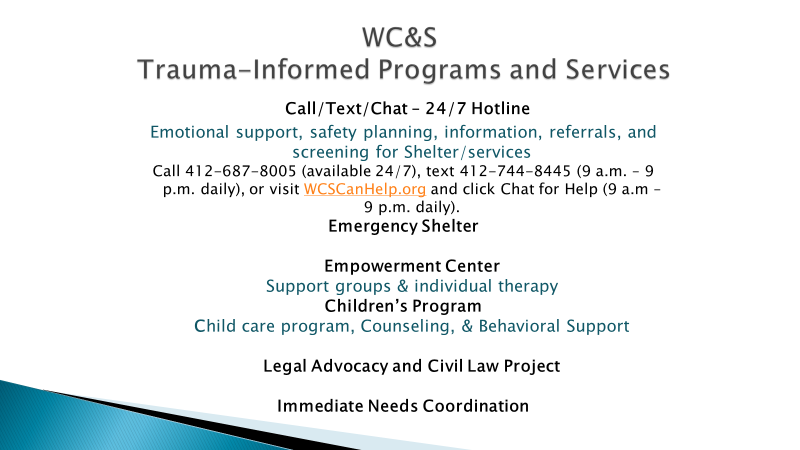 WC&S
Trauma-Informed Programs and Services
Call/Text/Chat – 24/7 Hotline
Emotional support, safety planning, information, referrals, and
screening for Shelter/services
Call 412-687-8005 (available 24/7), text 412-744-8445 (9 a.m. – 9
p.m. daily), or visit WCSCanHelp.org and click Chat for Help (9 a.m –
9 p.m. daily).
Emergency Shelter
Empowerment Center
Support groups & individual therapy
Children’s Program
Child care program, Counseling, & Behavioral Support
Legal Advocacy and Civil Law Project
Immediate Needs Coordination